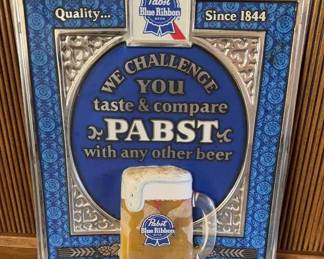 Quality...
Pabst
Blue Ribbon
BEER
Since 1844
WE CHALLENGE
YOU
taste & compare
PABST
with any other beer
Pabst
Blue Ribbon